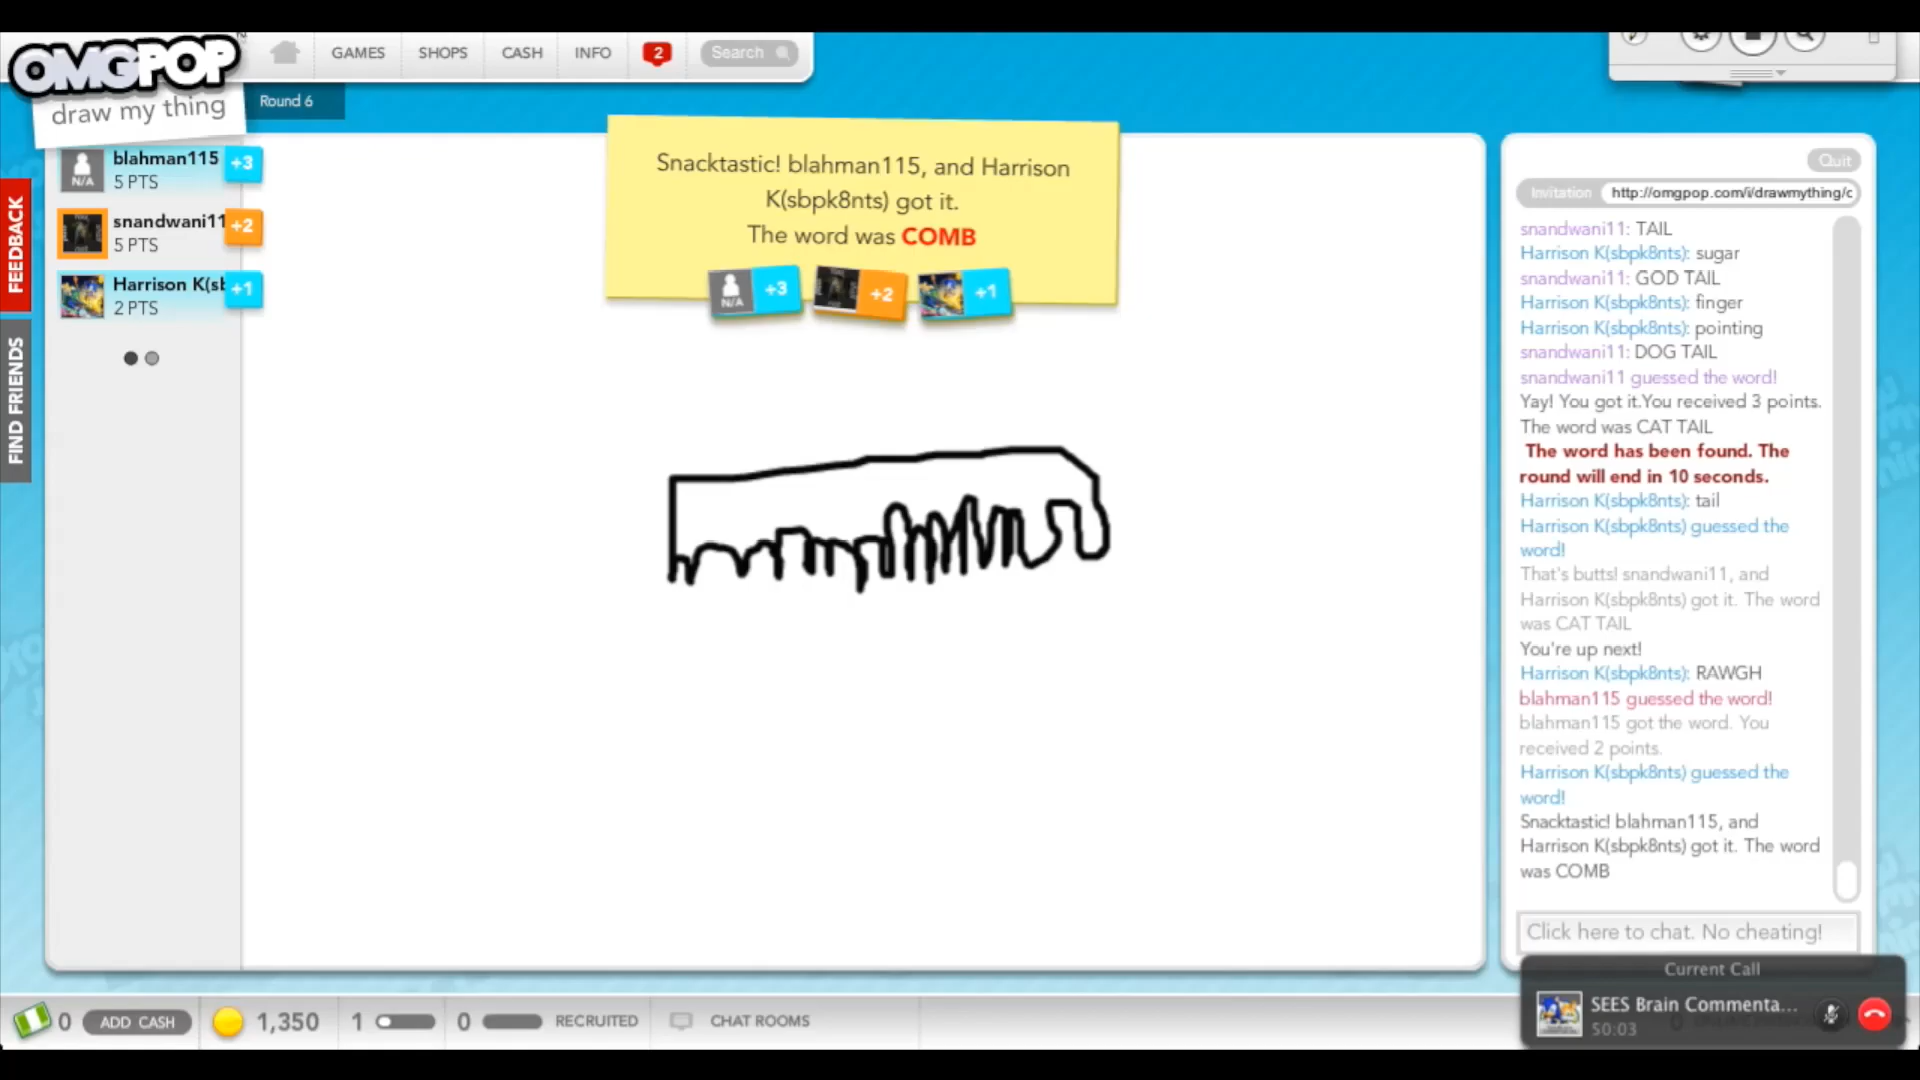 OMGPOP
draw my thing
GAMES
SHOPS
CASH
INFO
2
Search
Round 6
FEEDBACK
FIND FRIENDS
N/A
blahman115
5 PTS
+3
snandwani11
5 PTS
+2
Harrison K(sb
2 PTS
+1
Snacktastic! blahman115, and Harrison
K(sbpk8nts) got it.
The word was COMB
N/A
+3
+2
+1
Quit
Invitation http://omgpop.com/i/drawmything/c
snandwani11: TAIL
Harrison K(sbpk8nts): sugar
snandwani11: GOD TAIL
Harrison K(sbpk8nts): finger
Harrison K(sbpk8nts): pointing
snandwani11: DOG TAIL
snandwani11 guessed the word!
Yay! You got it.You received 3 points.
The word was CAT TAIL
The word has been found. The
round will end in 10 seconds.
Harrison K(sbpk8nts): tail
Harrison K(sbpk8nts) guessed the
word!
That's butts! snandwani11, and
Harrison K(sbpk8nts) got it. The word
was CAT TAIL
You're up next!
Harrison K(sbpk8nts): RAWGH
blahman115 guessed the word!
blahman115 got the word. You
received 2 points.
Harrison K(sbpk8nts) guessed the
word!
Snacktastic! blahman115, and
Harrison K(sbpk8nts) got it. The word
was COMB
Click here to chat. No cheating!
Current Call
SEES Brain Commenta...
50:03
0
ADD CASH
1,350
1
0
RECRUITED
CHAT ROOMS